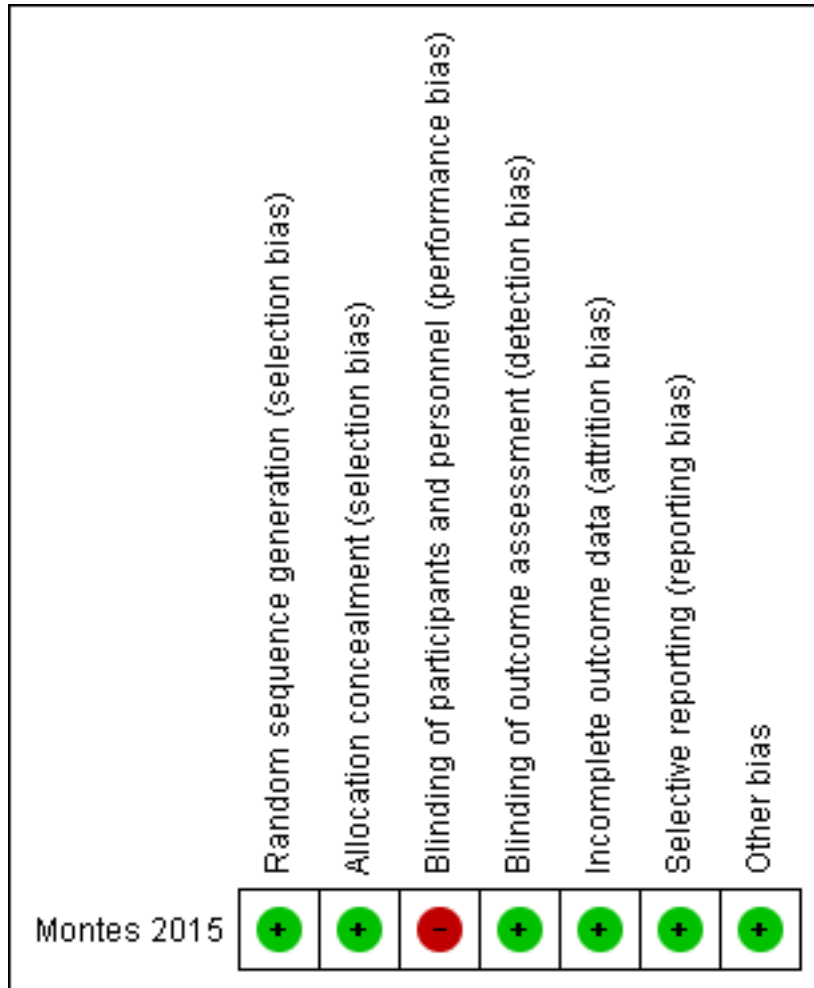 Random sequence generation (selection bias)
Allocation concealment (selection bias)
Blinding of participants and personnel (performance bias)
Blinding of outcome assessment (detection bias)
Incomplete outcome data (attrition bias)
Selective reporting (reporting bias)
Other bias
Montes 2015 + + - + + + +